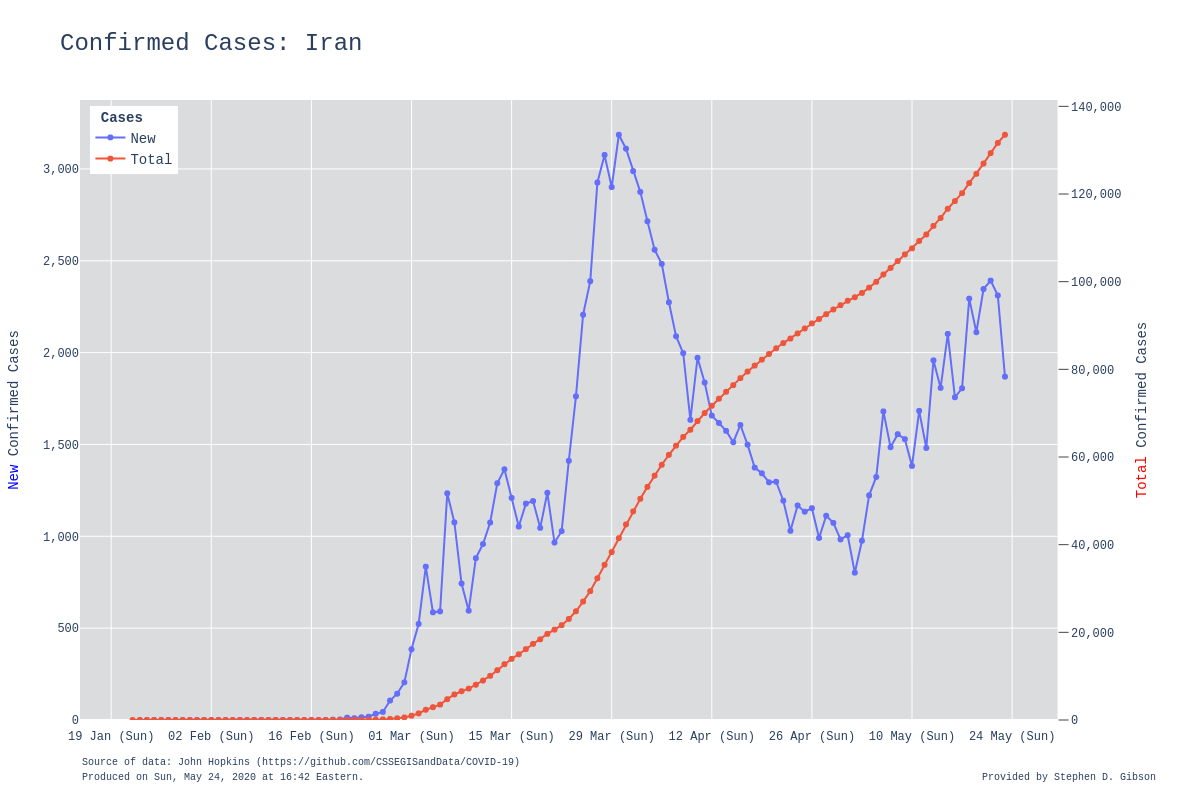 Confirmed Cases: Iran
Cases
New
Total
3,000
2,500
2,000
1,500
1,000
500
0
New Confirmed Cases
140,000
120,000
100,000
80,000
60,000
40,000
20,000
0
Total Confirmed Cases
19 Jan (Sun) 02 Feb (Sun) 16 Feb (Sun) 01 Mar (Sun) 15 Mar (Sun) 29 Mar (Sun) 12 Apr (Sun) 26 Apr (Sun) 10 May (Sun) 24 May (Sun)
Source of data: John Hopkins (https://github.com/CSSEGISandData/COVID-19)
Produced on Sun, May 24, 2020 at 16:42 Eastern.
Provided by Stephen D. Gibson